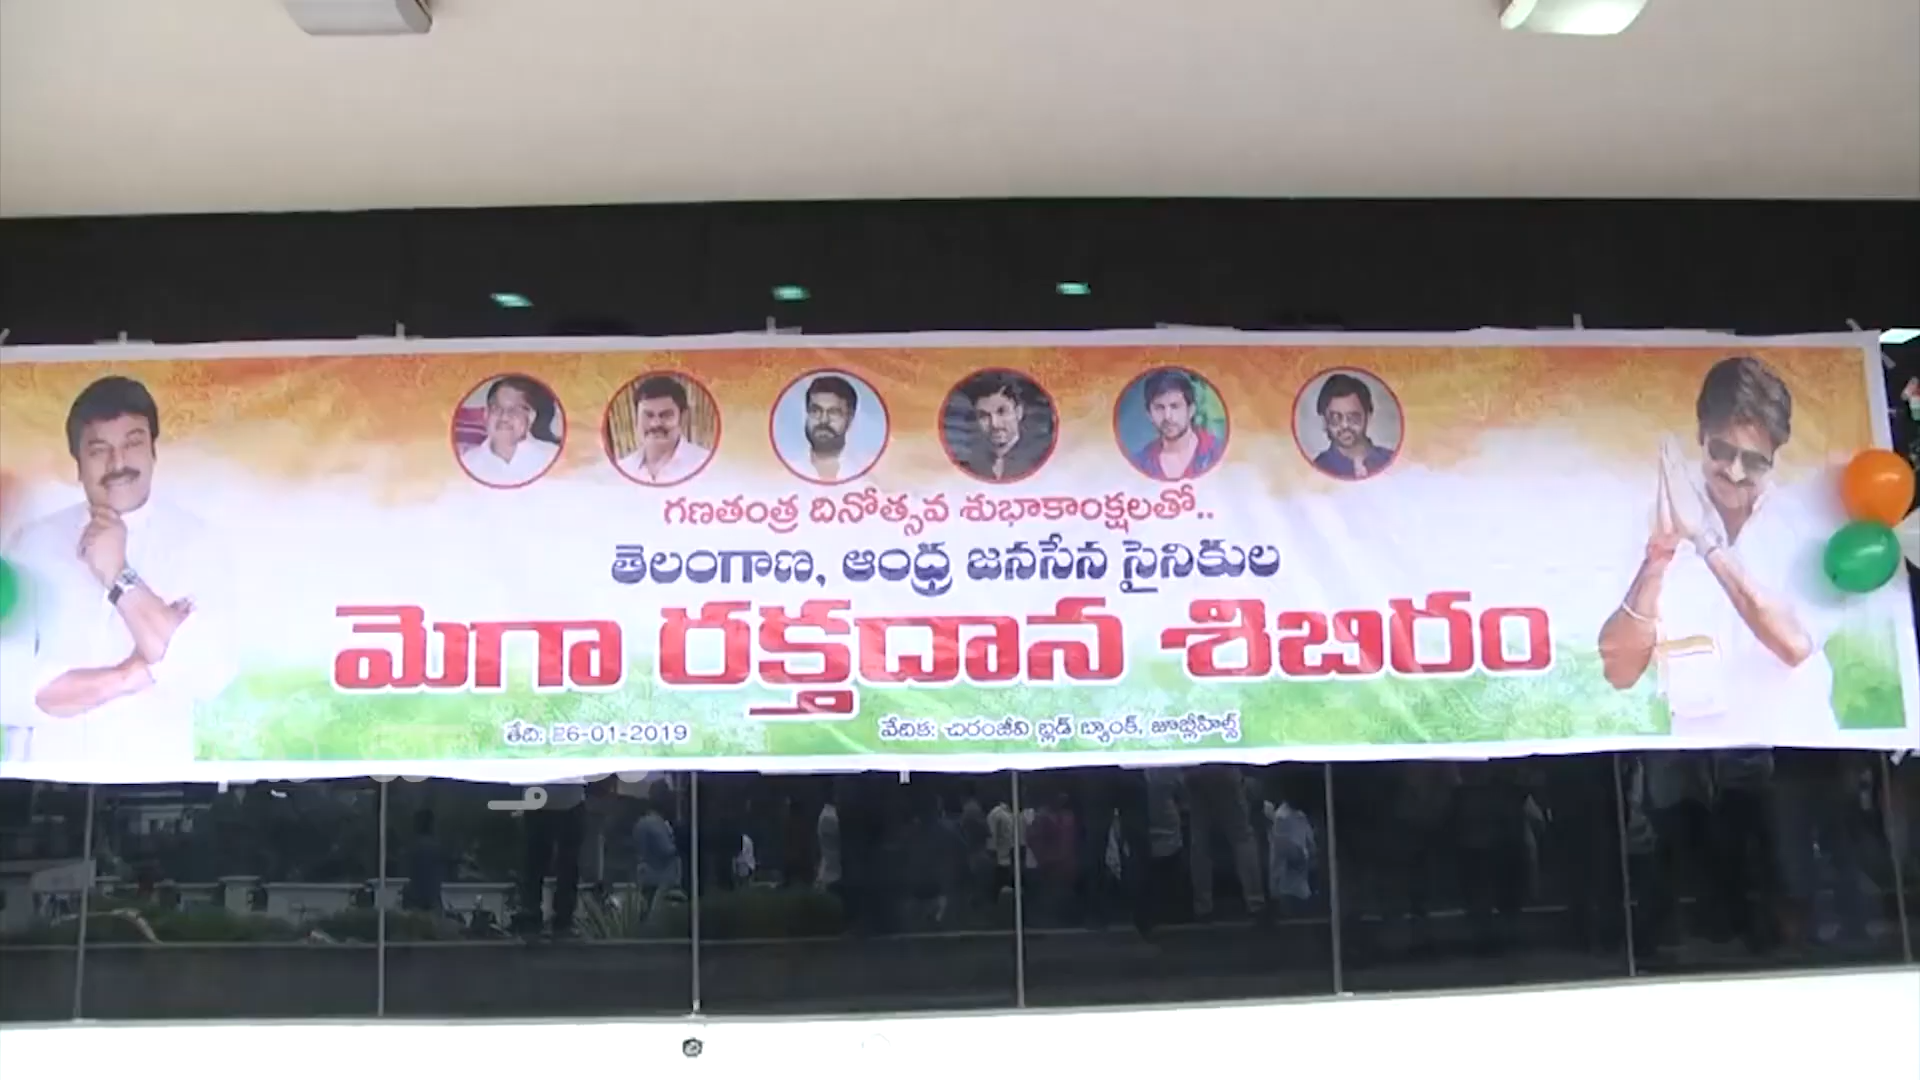 గణతంత్ర దినోత్సవ శుభాకాంక్షలతో..
తెలంగాణ, ఆంధ్ర జనసేన సైనికుల
మెగా రక్తదాన శిబిరం
తేది: 26-01-2019 వేదిక: చిరంజీవి బ్లడ్ బ్యాంక్, జూబ్లీహిల్స్